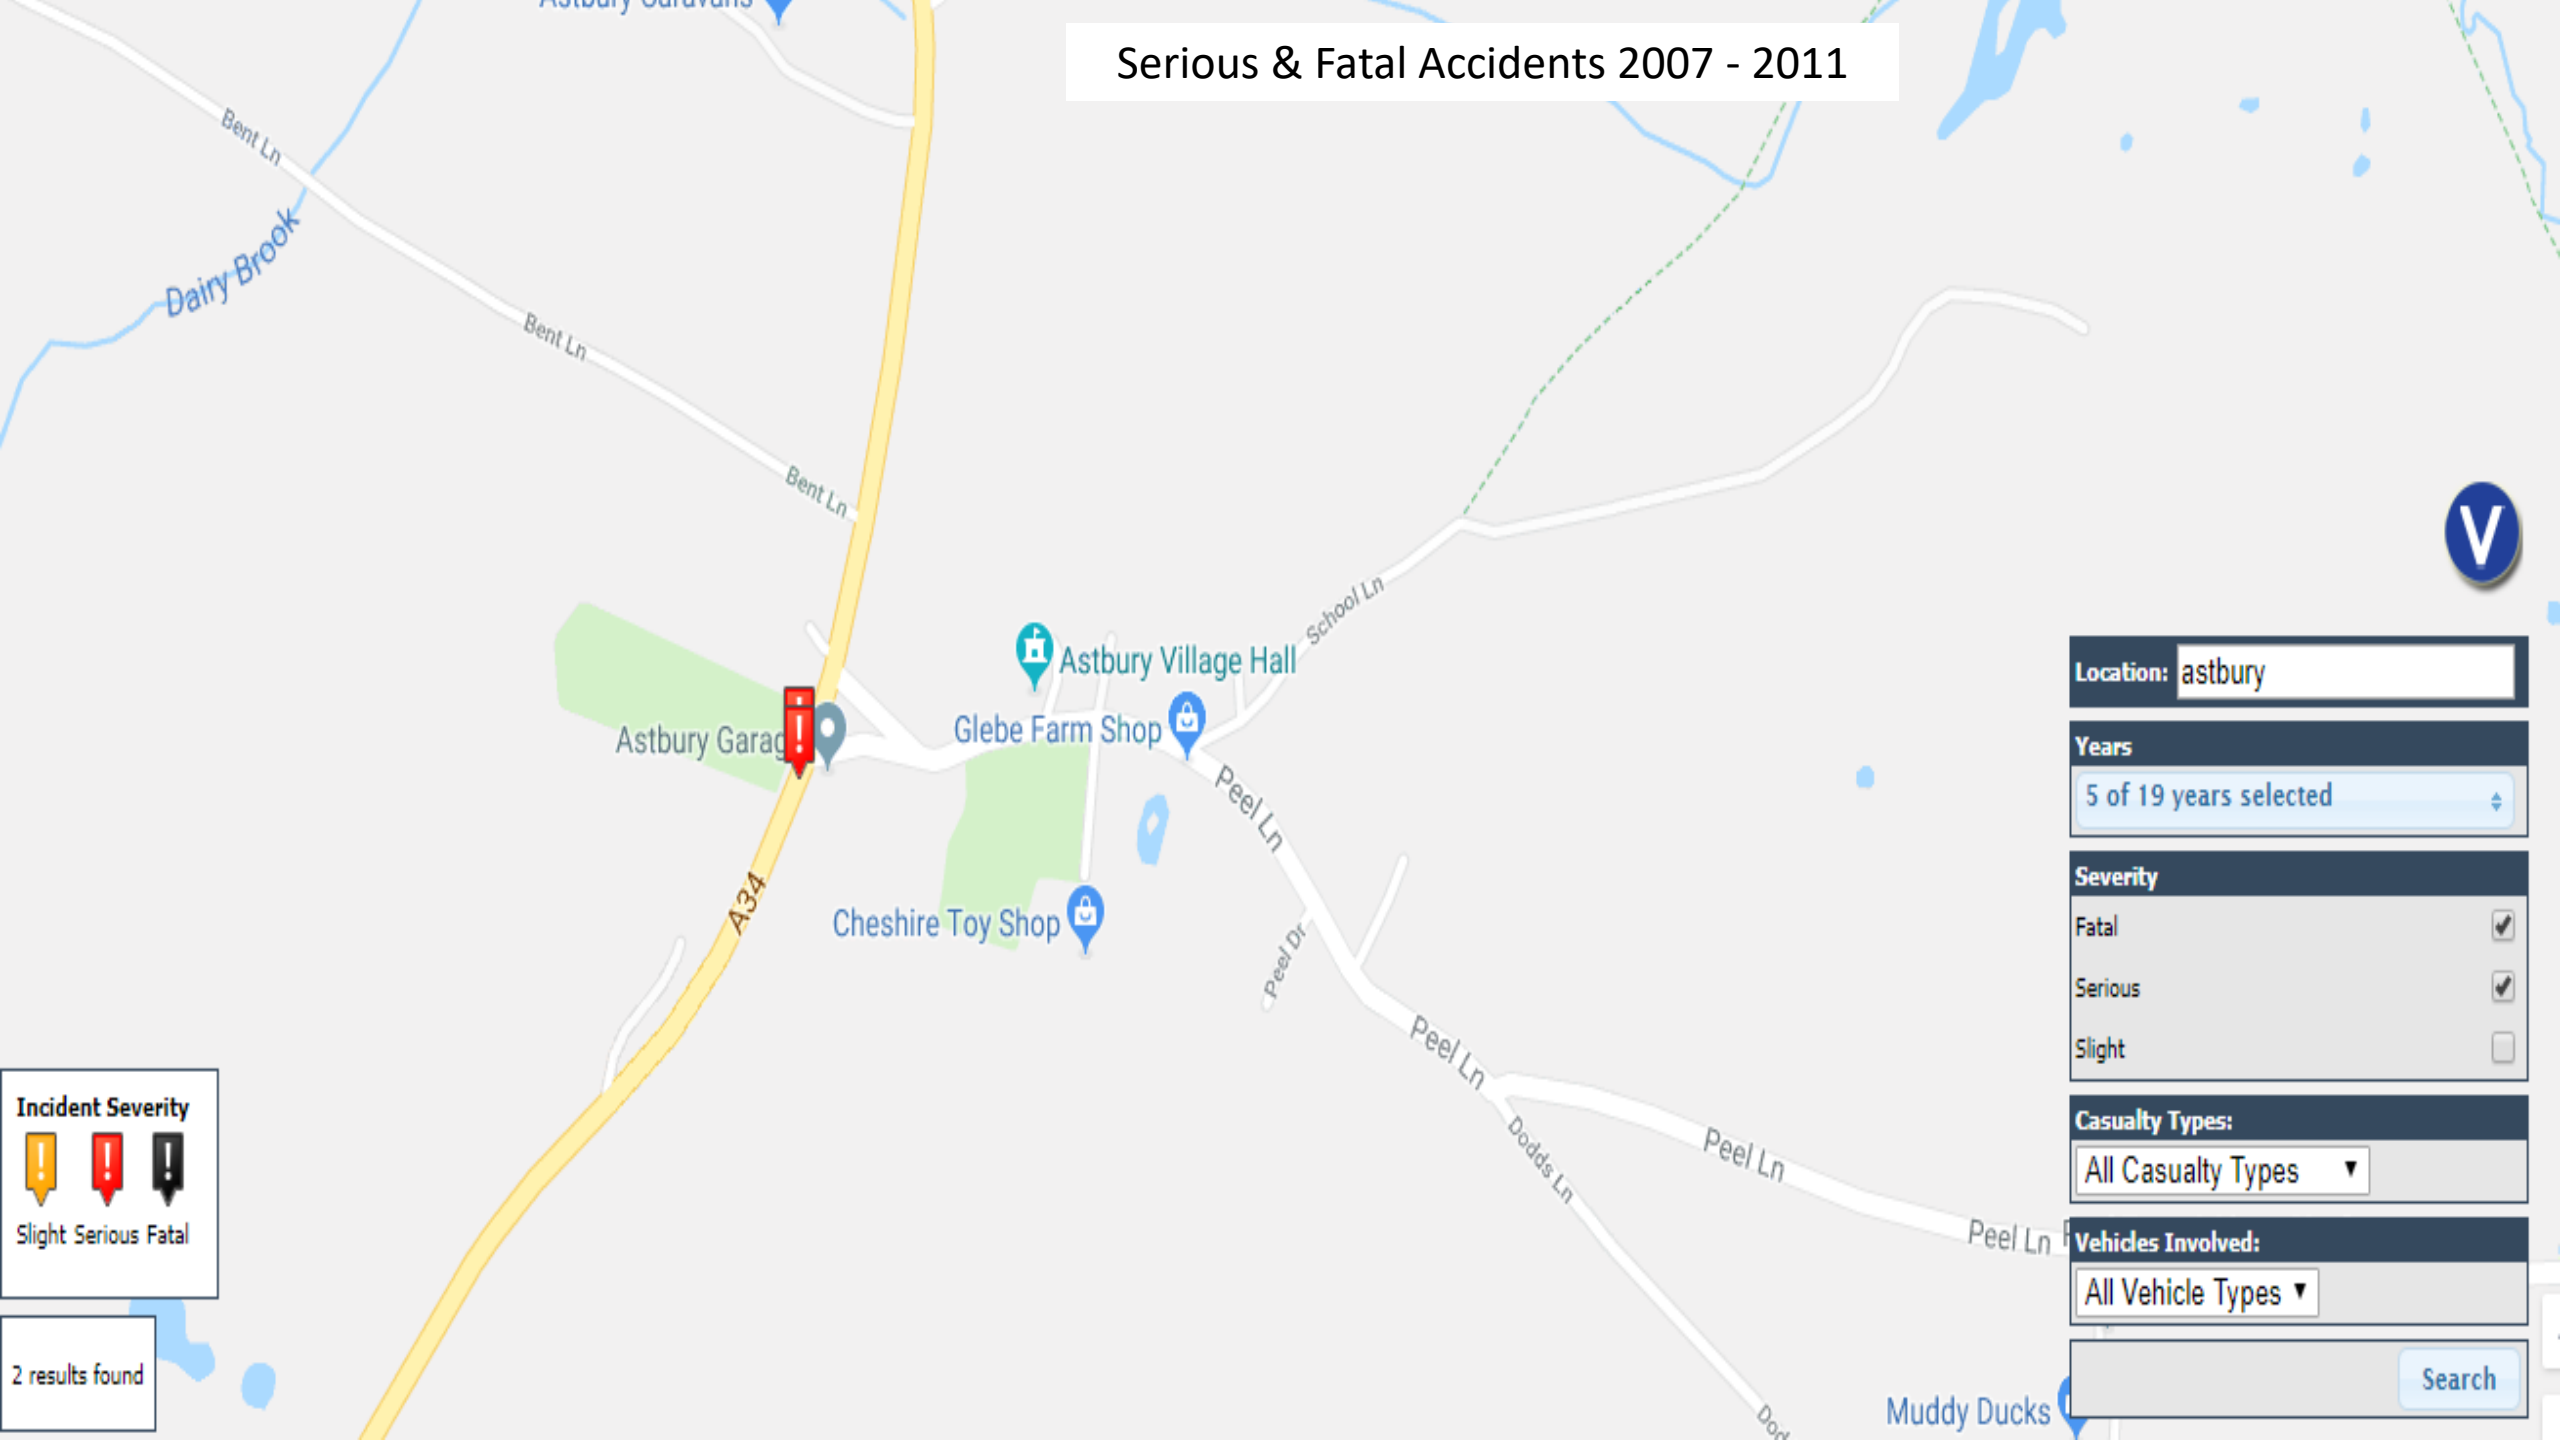 Astbury Caravans
Serious & Fatal Accidents 2007 - 2011
Bent Ln
Dairy Brook
Bent Ln
Bent Ln
School Ln
Astbury Village Hall
Glebe Farm Shop
Astbury Garag
Peel Ln
A34
Cheshire Toy Shop
Peel Dr
Peel Ln
Dodds Ln
Peel Ln
Peel Ln
Muddy Ducks
V
Location: astbury
Years
5 of 19 years selected
Severity
Fatal
Serious
Slight
Casualty Types:
All Casualty Types
Vehicles Involved:
All Vehicle Types
Search
Incident Severity
Slight Serious Fatal
2 results found